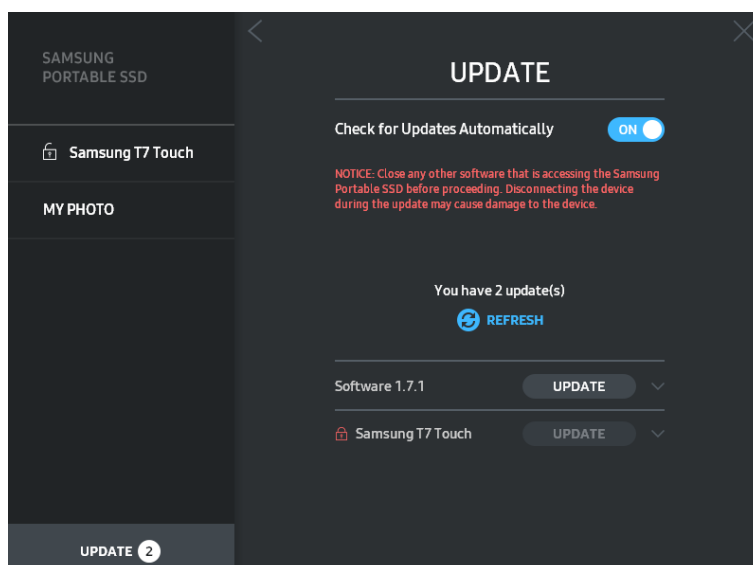 SAMSUNG
PORTABLE SSD
Samsung T7 Touch
MY PHOTO
UPDATE 2
UPDATE
Check for Updates Automatically
ON
NOTICE: Close any other software that is accessing the Samsung
Portable SSD before proceeding. Disconnecting the device
during the update may cause damage to the device.
You have 2 update(s)
REFRESH
Software 1.7.1 UPDATE
Samsung T7 Touch UPDATE